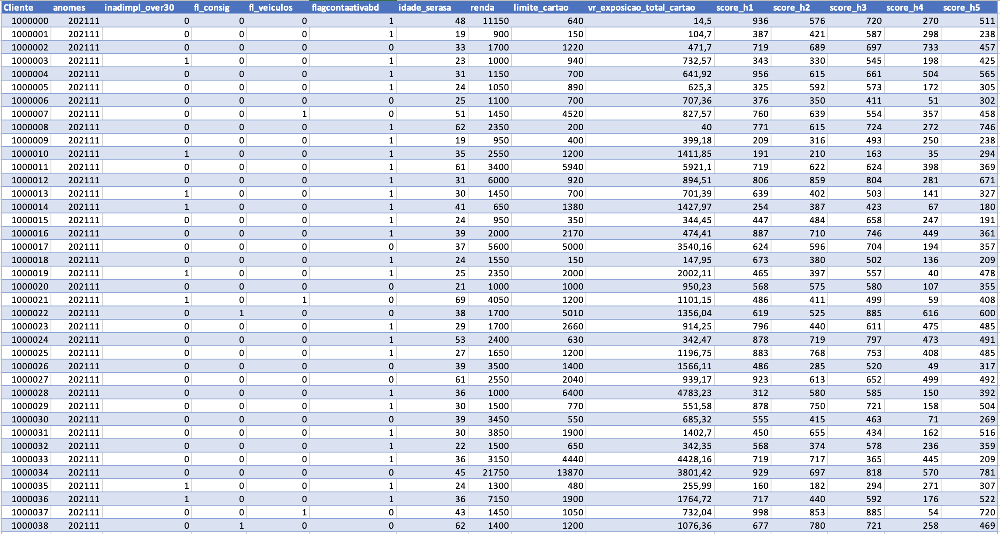 Cliente anomes inadimpl_over30 fl_consig fl_veiculos flagcontaativabd idade_serasa renda limite_cartao vr_exposicao_total_cartao score_h1 score_h2 score_h3 score_h4 score_h5
1000000 202111 0 0 0 1 48 11150 640 14,5 936 576 720 270 511
1000001 202111 0 0 0 1 19 900 150 104,7 387 421 587 298 238
1000002 202111 0 0 0 0 33 1700 1220 471,7 719 689 697 733 457
1000003 202111 1 0 0 1 23 1000 940 732,57 343 330 545 198 425
1000004 202111 0 0 0 1 31 1150 700 641,92 956 615 661 504 565
1000005 202111 0 0 0 1 24 1050 890 625,3 325 592 573 172 305
1000006 202111 0 0 0 0 25 1100 700 707,36 376 350 411 51 302
1000007 202111 0 0 1 0 51 1450 4520 827,57 760 639 554 357 458
1000008 202111 0 0 0 1 62 2350 200 40 771 615 724 272 746
1000009 202111 0 0 0 1 19 950 400 399,18 209 316 493 250 238
1000010 202111 1 0 0 1 35 2550 1200 1411,85 191 210 163 35 294
1000011 202111 0 0 0 1 61 3400 5940 5921,1 719 622 624 398 369
1000012 202111 0 0 0 1 31 6000 920 894,51 806 859 804 281 671
1000013 202111 1 0 0 1 30 1450 700 701,39 639 402 503 141 327
1000014 202111 1 0 0 1 41 650 1380 1427,97 254 387 423 67 180
1000015 202111 0 0 0 1 24 950 350 344,45 447 484 658 247 191
1000016 202111 0 0 0 1 39 2000 2170 474,41 887 710 746 449 361
1000017 202111 0 0 0 0 37 5600 5000 3540,16 624 596 704 194 357
1000018 202111 0 0 0 1 24 1550 150 147,95 673 380 502 136 209
1000019 202111 1 0 0 1 25 2350 2000 2002,11 465 397 557 40 478
1000020 202111 0 0 0 0 21 1000 1000 950,23 568 575 580 107 355
1000021 202111 1 0 1 0 69 4050 1200 1101,15 486 411 499 59 408
1000022 202111 0 1 0 0 38 1700 5010 1356,04 619 525 885 616 600
1000023 202111 0 0 0 1 29 1700 2660 914,25 796 440 611 475 485
1000024 202111 0 0 0 1 53 2400 630 342,47 878 719 797 473 491
1000025 202111 0 0 0 1 27 1650 1200 1196,75 883 768 753 408 485
1000026 202111 0 0 0 0 39 3500 1400 1566,11 486 285 520 49 317
1000027 202111 0 0 0 0 61 2550 2040 939,17 923 613 652 499 492
1000028 202111 0 0 0 1 36 1000 6400 4783,23 312 580 585 150 392
1000029 202111 0 0 0 1 30 1500 770 551,58 878 750 721 158 504
1000030 202111 0 0 0 0 39 3450 550 685,32 555 415 463 71 269
1000031 202111 0 0 0 1 30 3850 1900 1402,7 450 655 434 162 516
1000032 202111 0 0 0 1 22 1500 650 342,35 568 374 578 236 359
1000033 202111 0 0 0 1 36 3150 4440 4428,16 719 717 365 445 209
1000034 202111 0 0 0 0 45 21750 13870 3801,42 929 697 818 570 781
1000035 202111 1 0 0 1 24 1300 480 255,99 160 182 294 271 307
1000036 202111 1 0 0 1 36 7150 1900 1764,72 717 440 592 176 522
1000037 202111 0 0 1 0 43 1450 1050 732,04 998 853 885 54 720
1000038 202111 0 1 0 0 62 1400 1200 1076,36 677 780 721 258 469